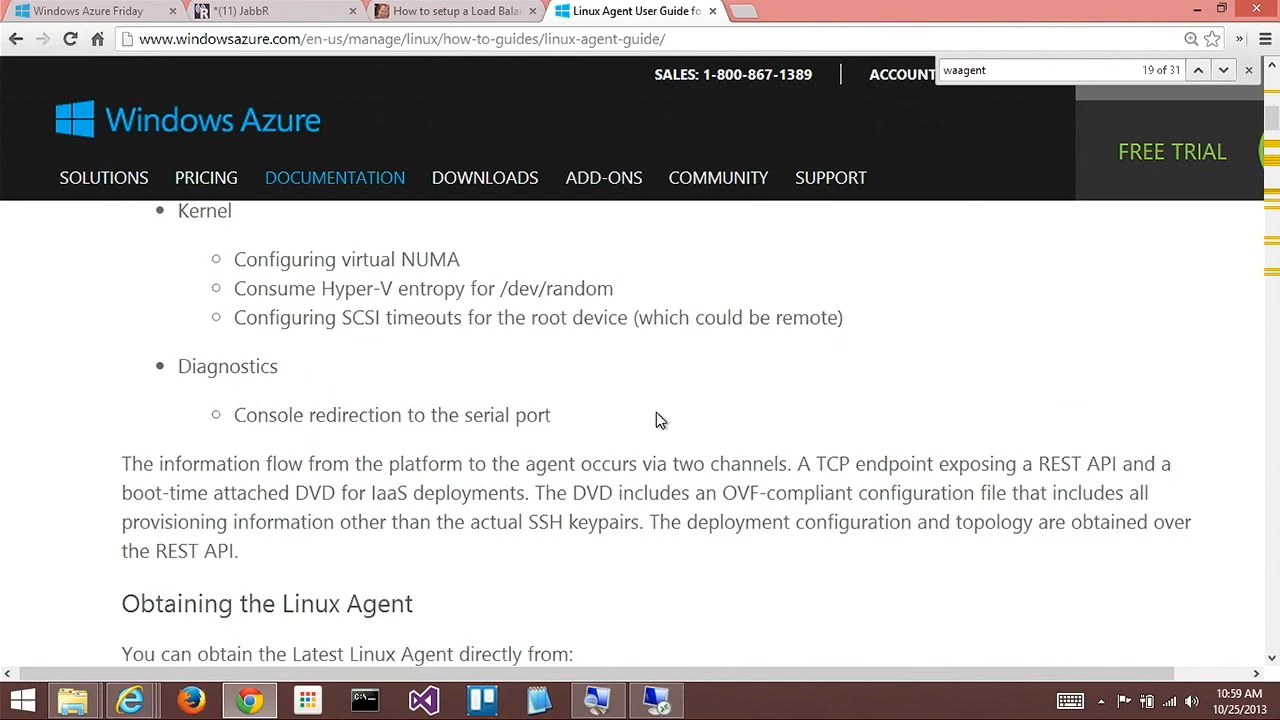 Windows Azure Friday
*(11) JabbR
How to setup a Load Bala
Linux Agent User Guide fo
www.windowsazure.com/en-us/manage/linux/how-to-guides/linux-agent-guide/
waagent
19 of 31
SALES: 1-800-867-1389
ACCOUNT
Windows Azure
FREE TRIAL
SOLUTIONS
PRICING
DOCUMENTATION
DOWNLOADS
ADD-ONS
COMMUNITY
SUPPORT
Kernel
Configuring virtual NUMA
Consume Hyper-V entropy for /dev/random
Configuring SCSI timeouts for the root device (which could be remote)
Diagnostics
Console redirection to the serial port
The information flow from the platform to the agent occurs via two channels. A TCP endpoint exposing a REST API and a
boot-time attached DVD for IaaS deployments. The DVD includes an OVF-compliant configuration file that includes all
provisioning information other than the actual SSH keypairs. The deployment configuration and topology are obtained over
the REST API.
Obtaining the Linux Agent
You can obtain the Latest Linux Agent directly from:
10:59 AM
10/25/2013